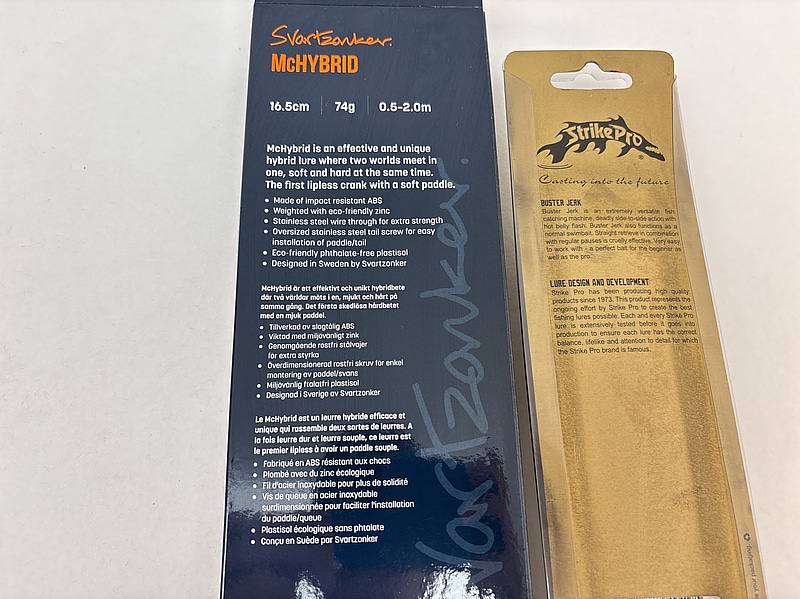 Svartzonker.
McHYBRID
16.5cm 74g 0.5-2.0m
McHybrid is an effective and unique
hybrid lure where two worlds meet in
one, soft and hard at the same time.
The first lipless crank with a soft paddle.
• Made of impact resistant ABS
• Weighted with eco-friendly zinc
• Stainless steel wire through for extra strength
• Oversized stainless steel tail screw for easy
installation of paddle/tail
• Eco-friendly phthalate-free plastisol
• Designed in Sweden by Svartzonker
McHybrid är ett effektivt och unikt hybridbete
där två världar möts i en, mjukt och hårt på
samma gång. Det första skedlösa hårdbetet
med en mjuk paddel.
• Tillverkad av slagtålig ABS
• Viktad med miljövänligt zink
• Genomgående rostfri stålvajer
för extra styrka
• Överdimensionerad rostfri skruv för enkel
montering av paddel/svans
• Miljövänlig ftalatfri plastisol
• Designad i Sverige av Svartzonker
Le McHybrid est un leurre hybride efficace et
unique qui rassemble deux sortes de leurres. A
la fois leurre dur et leurre souple, ce leurre est
le premier lipless à avoir un paddle souple.
• Fabriqué en ABS résistant aux chocs
• Plombé avec du zinc écologique
• Fil d'acier inoxydable pour plus de solidité
• Vis de queue en acier inoxydable
surdimensionnée pour faciliter l'installation
du paddle/queue
• Plastisol écologique sans phtalate
• Conçu en Suède par Svartzonker
Svartzonker.
StrikePro®
Casting into the future
BUSTER JERK
Buster Jerk is an extremely versatile fish
catching machine, deadly side-to-side action with
hot belly flash. Buster Jerk also functions as a
normal swimbait. Straight retrieve in combination
with regular pauses is cruelly effective. Very easy
to work with - a perfect bait for the beginner as
well as the pro.
LURE DESIGN AND DEVELOPMENT
Strike Pro has been producing high quality
products since 1973. This product represents the
ongoing effort by Strike Pro to create the best
fishing lures possible. Each and every Strike Pro
lure is extensively tested before it goes into
production to ensure each lure has the correct
balance, lifelike and attention to detail for which
the Strike Pro brand is famous.
your packaging.